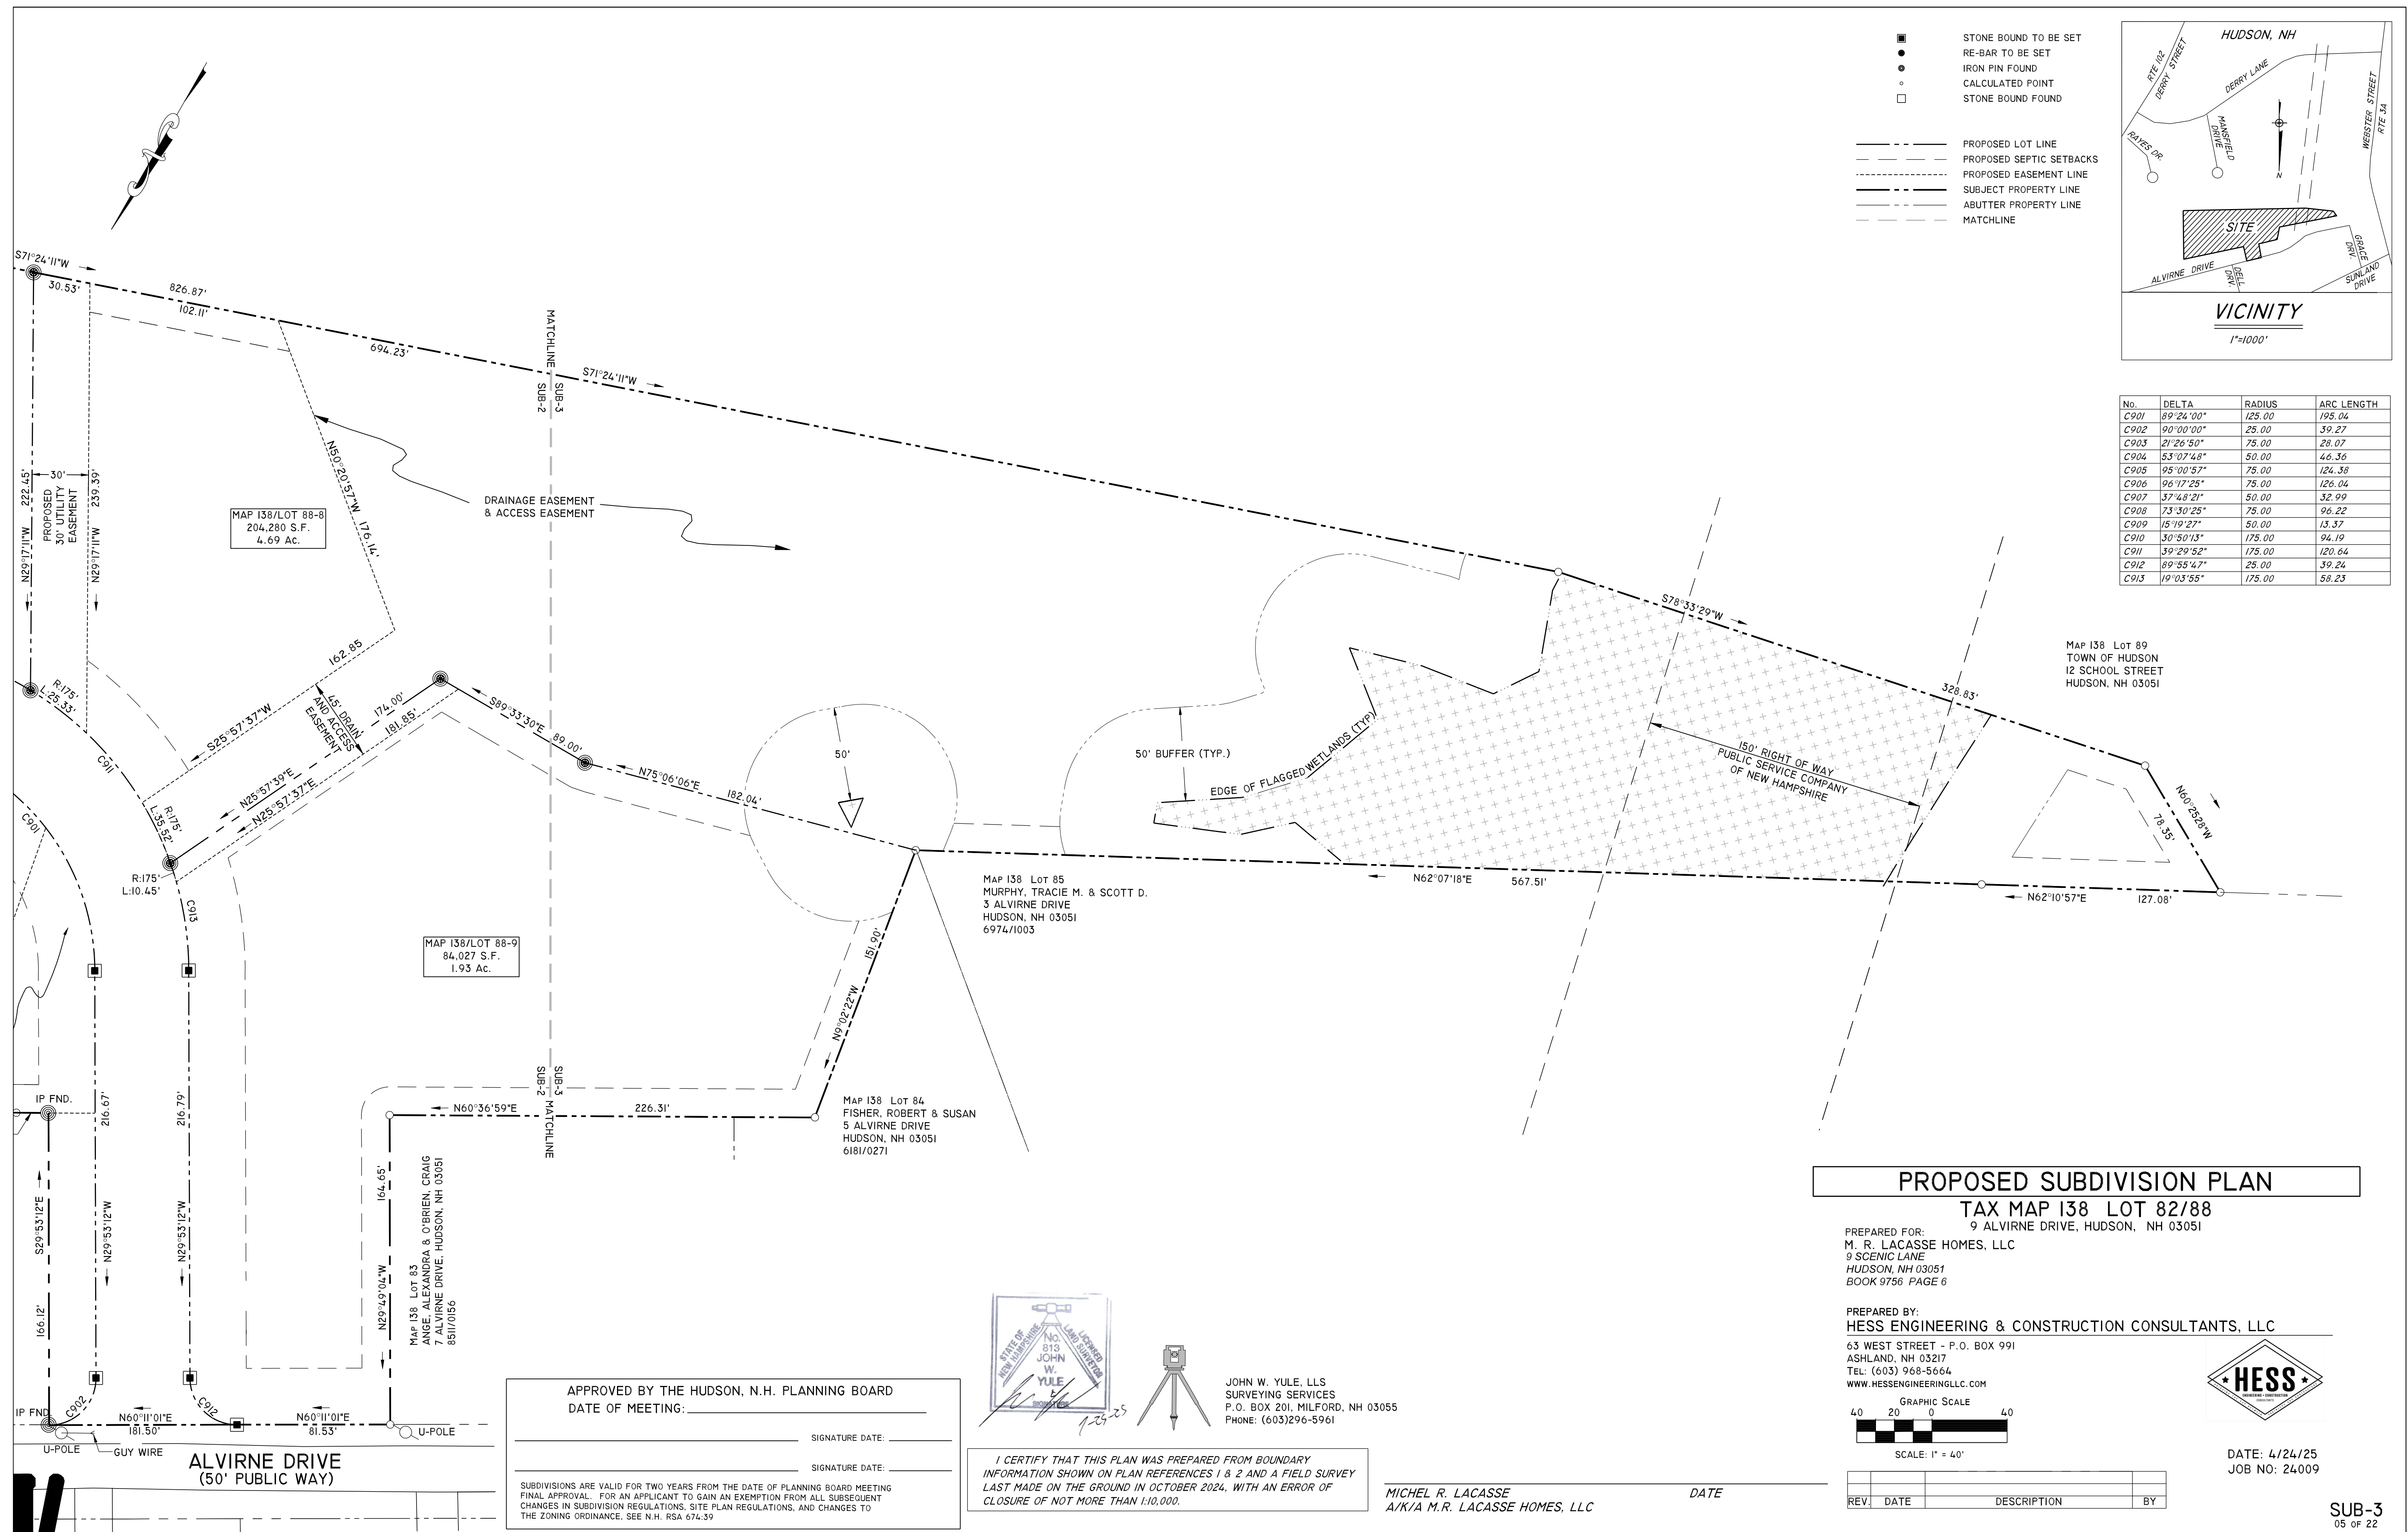 STONE BOUND TO BE SET
RE-BAR TO BE SET
IRON PIN FOUND
CALCULATED POINT
STONE BOUND FOUND
PROPOSED LOT LINE
PROPOSED SEPTIC SETBACKS
PROPOSED EASEMENT LINE
SUBJECT PROPERTY LINE
ABUTTER PROPERTY LINE
MATCHLINE
HUDSON, NH
RTE 102
DERRY STREET
DERRY LANE
WEBSTER STREET
RTE 3A
RAYES DR.
MANSFIELD
DRIVE
N
SITE
ALVIRNE DRIVE
DELL
DRV.
GRACE
DRV.
SUNLAND
DRIVE
VICINITY
1"=1000'
No. DELTA RADIUS ARC LENGTH
C901 89°24'00" 125.00 195.04
C902 90°00'00" 25.00 39.27
C903 21°26'50" 75.00 28.07
C904 53°07'48" 50.00 46.36
C905 95°00'57" 75.00 124.38
C906 96°17'25" 75.00 126.04
C907 37°48'21" 50.00 32.99
C908 73°30'25" 75.00 96.22
C909 15°19'27" 50.00 13.37
C910 30°50'13" 175.00 94.19
C911 39°29'52" 175.00 120.64
C912 89°55'47" 25.00 39.24
C913 19°03'55" 175.00 58.23
S71°24'11"W
30.53'
826.87'
102.11'
694.23'
MATCHLINE
SUB-2
SUB-3
S71°24'11"W
N29°17'11"W 222.45'
30'
PROPOSED
30' UTILITY
EASEMENT
N29°17'11"W 239.39'
MAP 138/LOT 88-8
204,280 S.F.
4.69 Ac.
N50°20'57"W 176.14'
DRAINAGE EASEMENT
& ACCESS EASEMENT
S78°33'29"W
328.83'
MAP 138 LOT 89
TOWN OF HUDSON
12 SCHOOL STREET
HUDSON, NH 03051
R:175'
L:25.33'
C911
162.85
S25°57'37"W
45' DRAIN
AND ACCESS
EASEMENT
174.00'
181.85'
N25°57'39"E
N25°57'37"E
S89°33'30"E
89.00'
N75°06'06"E
182.04'
50'
50' BUFFER (TYP.)
EDGE OF FLAGGED WETLANDS (TYP)
150' RIGHT OF WAY
PUBLIC SERVICE COMPANY
OF NEW HAMPSHIRE
N60°25'28"W
78.35'
C901
R:175'
L:35.52'
R:175'
L:10.45'
C913
MAP 138 LOT 85
MURPHY, TRACIE M. & SCOTT D.
3 ALVIRNE DRIVE
HUDSON, NH 03051
6974/1003
N62°07'18"E 567.51'
N62°10'57"E 127.08'
MAP 138/LOT 88-9
84,027 S.F.
1.93 Ac.
151.90'
N9°02'22"W
SUB-2
SUB-3
MATCHLINE
N60°36'59"E 226.31'
MAP 138 LOT 84
FISHER, ROBERT & SUSAN
5 ALVIRNE DRIVE
HUDSON, NH 03051
6181/0271
IP FND.
216.67'
216.79'
S29°53'12"E
166.12'
N29°53'12"W
N29°53'12"W
164.65'
N29°49'04"W
MAP 138 LOT 83
ANGE, ALEXANDRA & O'BRIEN, CRAIG
7 ALVIRNE DRIVE, HUDSON, NH 03051
8511/0156
IP FND.
C902
C912
N60°11'01"E
181.50'
N60°11'01"E
81.53'
U-POLE
GUY WIRE
U-POLE
ALVIRNE DRIVE
(50' PUBLIC WAY)
APPROVED BY THE HUDSON, N.H. PLANNING BOARD
DATE OF MEETING:
SIGNATURE DATE:
SIGNATURE DATE:
SUBDIVISIONS ARE VALID FOR TWO YEARS FROM THE DATE OF PLANNING BOARD MEETING
FINAL APPROVAL. FOR AN APPLICANT TO GAIN AN EXEMPTION FROM ALL SUBSEQUENT
CHANGES IN SUBDIVISION REGULATIONS, SITE PLAN REGULATIONS, AND CHANGES TO
THE ZONING ORDINANCE, SEE N.H. RSA 674:39
STATE OF
NEW HAMPSHIRE
LICENSED
LAND SURVEYOR
No.
813
JOHN
W.
YULE
SIGNATURE
JOHN W. YULE, LLS
SURVEYING SERVICES
P.O. BOX 201, MILFORD, NH 03055
PHONE: (603)296-5961
I CERTIFY THAT THIS PLAN WAS PREPARED FROM BOUNDARY
INFORMATION SHOWN ON PLAN REFERENCES 1 & 2 AND A FIELD SURVEY
LAST MADE ON THE GROUND IN OCTOBER 2024, WITH AN ERROR OF
CLOSURE OF NOT MORE THAN 1:10,000.
MICHEL R. LACASSE DATE
A/K/A M.R. LACASSE HOMES, LLC
PROPOSED SUBDIVISION PLAN
TAX MAP 138 LOT 82/88
9 ALVIRNE DRIVE, HUDSON, NH 03051
PREPARED FOR:
M. R. LACASSE HOMES, LLC
9 SCENIC LANE
HUDSON, NH 03051
BOOK 9756 PAGE 6
PREPARED BY:
HESS ENGINEERING & CONSTRUCTION CONSULTANTS, LLC
63 WEST STREET - P.O. BOX 991
ASHLAND, NH 03217
TEL: (603) 968-5664
WWW.HESSENGINEERINGLLC.COM
HESS
ENGINEERING + CONSTRUCTION
CONSULTANTS
GRAPHIC SCALE
40 20 0 40
SCALE: 1" = 40'
DATE: 4/24/25
JOB NO: 24009
REV. DATE DESCRIPTION BY
SUB-3
05 OF 22